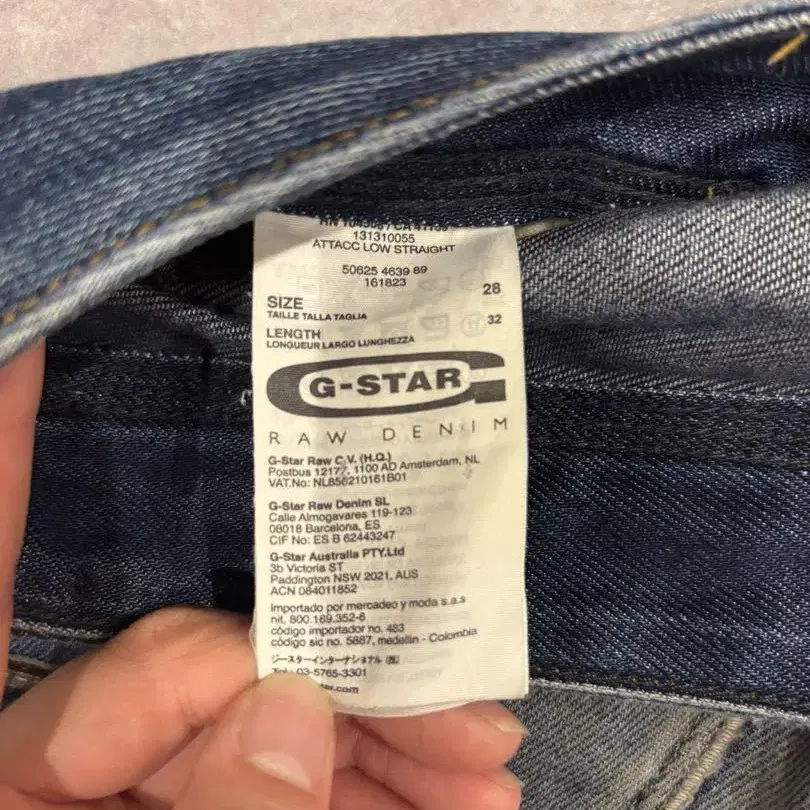 131310055
ATTACC LOW STRAIGHT
50625 4639 89
161823
SIZE 28
TAILLE TALLA TAGLIA
LENGTH 32
LONGUEUR LARGO LUNGHEZZA
G-STAR
RAW DENIM
G-Star Raw C.V. (H.Q.)
Postbus 12177, 1100 AD Amsterdam, NL
VAT.No:
G-Star Raw Denim SL
Calle Almogavares 119-123
08018 Barcelona, ES
CIF No: ES B 62443247
G-Star Australia PTY.Ltd
3b Victoria ST
Paddington NSW 2021, AUS
ACN 084011852
Importado por mercadeo y moda s.a.s
nit. 800.169.352-6
código importador no. 483
código sic no. 5887, medellin - Colombia
ジースターインターナショナル ㈱
Tel: 03-5765-3301